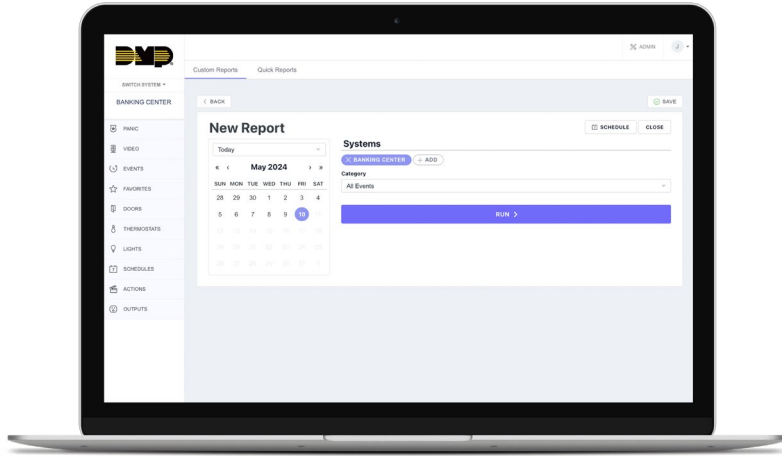 DMP
ADMIN
J
Custom Reports Quick Reports
SWITCH SYSTEM
BANKING CENTER
PANIC
VIDEO
EVENTS
FAVORITES
DOORS
THERMOSTATS
LIGHTS
SCHEDULES
ACTIONS
OUTPUTS
BACK
SAVE
New Report
SCHEDULE CLOSE
Today
May 2024
SUN MON TUE WED THU FRI SAT
28 29 30 1 2 3 4
5 6 7 8 9 10
Systems
BANKING CENTER + ADD
Category
All Events
RUN